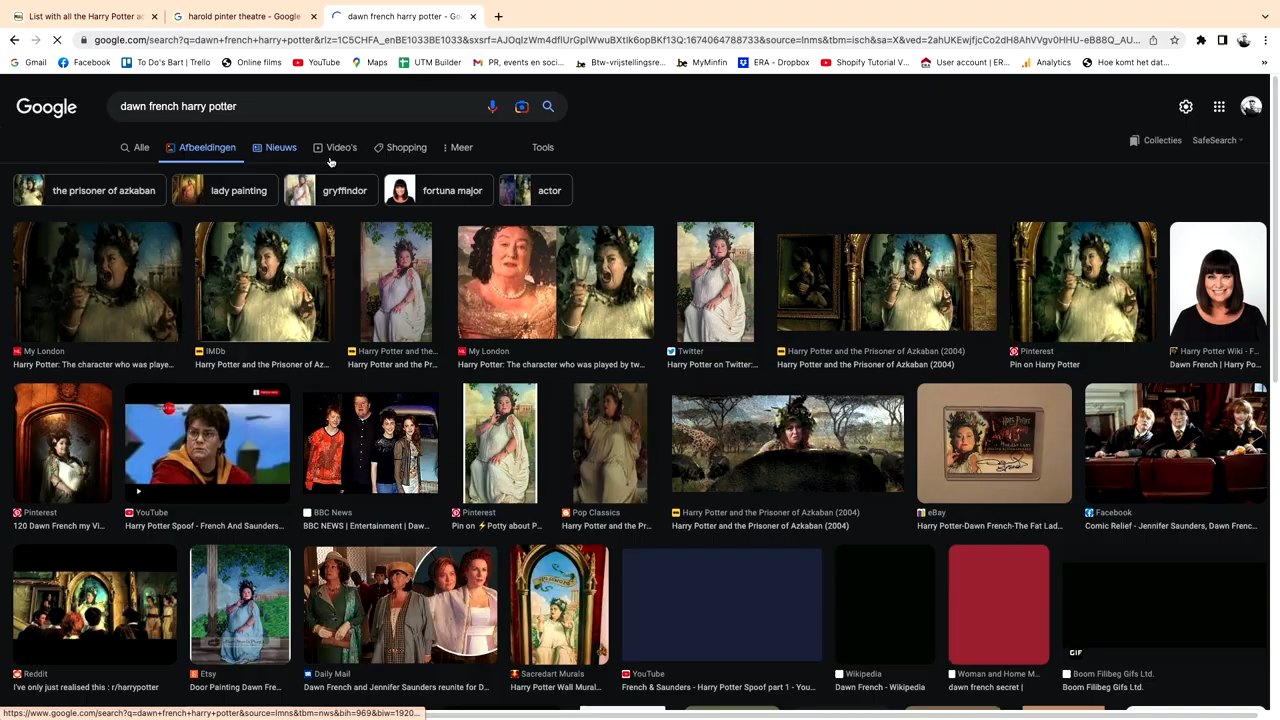 List with all the Harry Potter ac
harold pinter theatre - Google
dawn french harry potter - Go
google.com/search?q=dawn+french+harry+potter&rlz=1C5CHFA_enBE1033BE1033&sxsrf=AJOqlzWm4dflUrGplWwuBXtik6opBKf13Q:1674064788733&source=lnms&tbm=isch&sa=X&ved=2ahUKEwjfjcCo2dH8AhVVgv0HHU-eB88Q_AU...
Gmail Facebook To Do's Bart | Trello Online films YouTube Maps UTM Builder PR, events en soci... Btw-vrijstellingsre... MyMinfin ERA - Dropbox Shopify Tutorial V... User account | ER... Analytics Hoe komt het dat...
Google
dawn french harry potter
Alle Afbeeldingen Nieuws Video's Shopping Meer Tools
Collecties SafeSearch
the prisoner of azkaban lady painting gryffindor fortuna major actor
My London IMDb Harry Potter and the... My London Twitter Harry Potter and the Prisoner of Azkaban (2004) Pinterest Harry Potter Wiki - F...
Harry Potter: The character who was playe... Harry Potter and the Prisoner of Az... Harry Potter and the Pr... Harry Potter: The character who was played by tw... Harry Potter on Twitter:... Harry Potter and the Prisoner of Azkaban (2004) Pin on Harry Potter Dawn French | Harry Po...
Pinterest YouTube BBC News Pinterest Pop Classics Harry Potter and the Prisoner of Azkaban (2004) eBay Facebook
120 Dawn French my Vi... Harry Potter Spoof - French And Saunders... BBC NEWS | Entertainment | Daw... Pin on ⚡Potty about P... Harry Potter and the Pr... Harry Potter and the Prisoner of Azkaban (2004) Harry Potter-Dawn French-The Fat Lad... Comic Relief - Jennifer Saunders, Dawn Frenc...
GIF
Reddit Etsy Daily Mail Sacredart Murals YouTube Wikipedia Woman and Home M... Boom Filibeg Gifs Ltd.
I've only just realised this : r/harrypotter Door Painting Dawn Fre... Dawn French and Jennifer Saunders reunite for D... Harry Potter Wall Mural... French & Saunders - Harry Potter Spoof part 1 - You... Dawn French - Wikipedia dawn french secret | Boom Filibeg Gifs Ltd.
https://www.google.com/search?q=dawn+french+harry+potter&source=lmns&tbm=nws&bih=969&biw=1920...